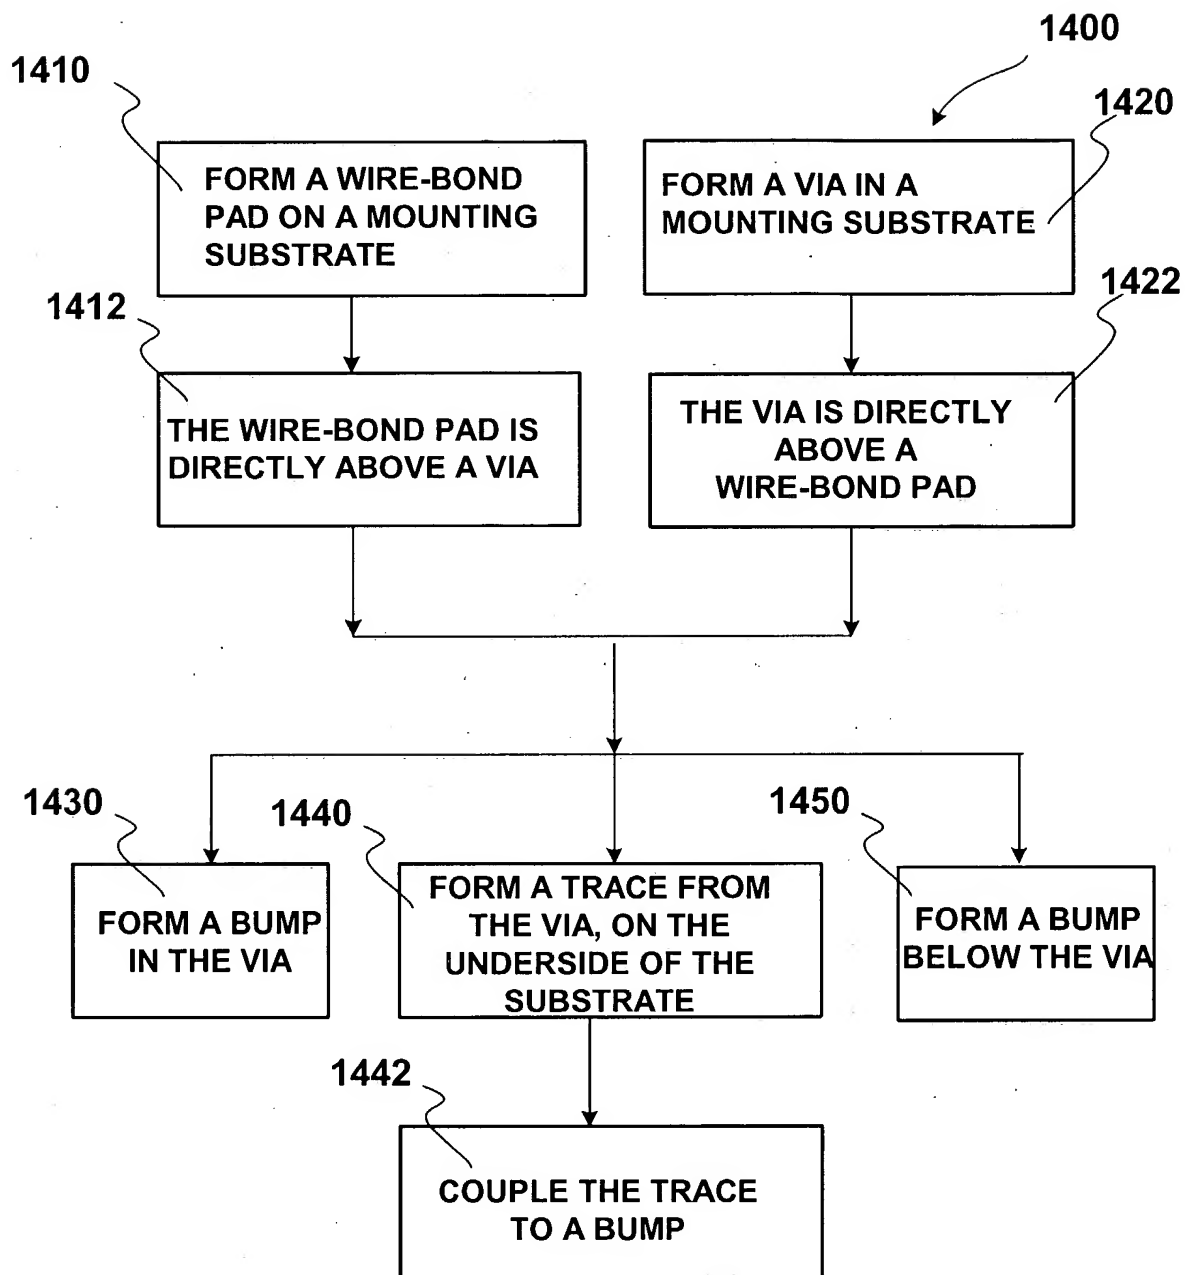 1400
1410
1420
FORM A WIRE-BOND
PAD ON A MOUNTING
SUBSTRATE
FORM A VIA IN A
MOUNTING SUBSTRATE
1412
1422
THE WIRE-BOND PAD IS
DIRECTLY ABOVE A VIA
THE VIA IS DIRECTLY
ABOVE A
WIRE-BOND PAD
1430
1440
1450
FORM A BUMP
IN THE VIA
FORM A TRACE FROM
THE VIA, ON THE
UNDERSIDE OF THE
SUBSTRATE
FORM A BUMP
BELOW THE VIA
1442
COUPLE THE TRACE
TO A BUMP